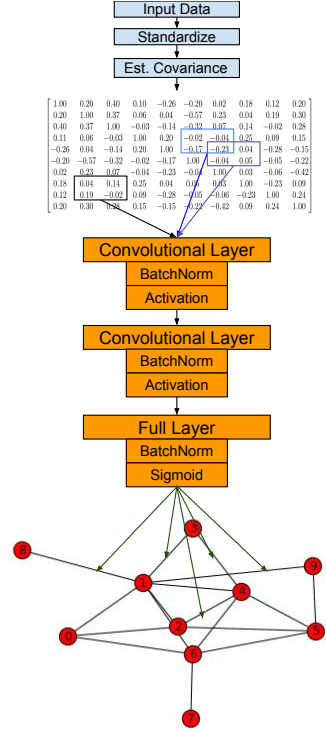 Input Data
Standardize
Est. Covariance
1.00 0.20 0.40 0.10 −0.26 −0.20 0.02 0.18 0.12 0.20
0.20 1.00 0.37 0.06 0.04 −0.57 0.23 0.04 0.19 0.30
0.40 0.37 1.00 −0.03 −0.14 −0.32 0.07 0.14 −0.02 0.28
0.11 0.06 −0.03 1.00 0.20 −0.02 −0.04 0.25 0.09 0.15
−0.26 0.04 −0.14 0.20 1.00 −0.17 −0.23 0.04 −0.28 −0.15
−0.20 −0.57 −0.32 −0.02 −0.17 1.00 −0.04 0.05 −0.05 −0.22
0.02 0.23 0.07 −0.04 −0.23 −0.04 1.00 0.03 −0.06 −0.42
0.18 0.04 0.14 0.25 0.04 0.05 0.03 1.00 −0.23 0.09
0.12 0.19 −0.02 0.09 −0.28 −0.05 −0.06 −0.23 1.00 0.24
0.20 0.30 0.28 0.15 −0.15 −0.22 −0.42 0.09 0.24 1.00
Convolutional Layer
BatchNorm
Activation
Convolutional Layer
BatchNorm
Activation
Full Layer
BatchNorm
Sigmoid
3
8
9
1
4
2
5
0
6
7